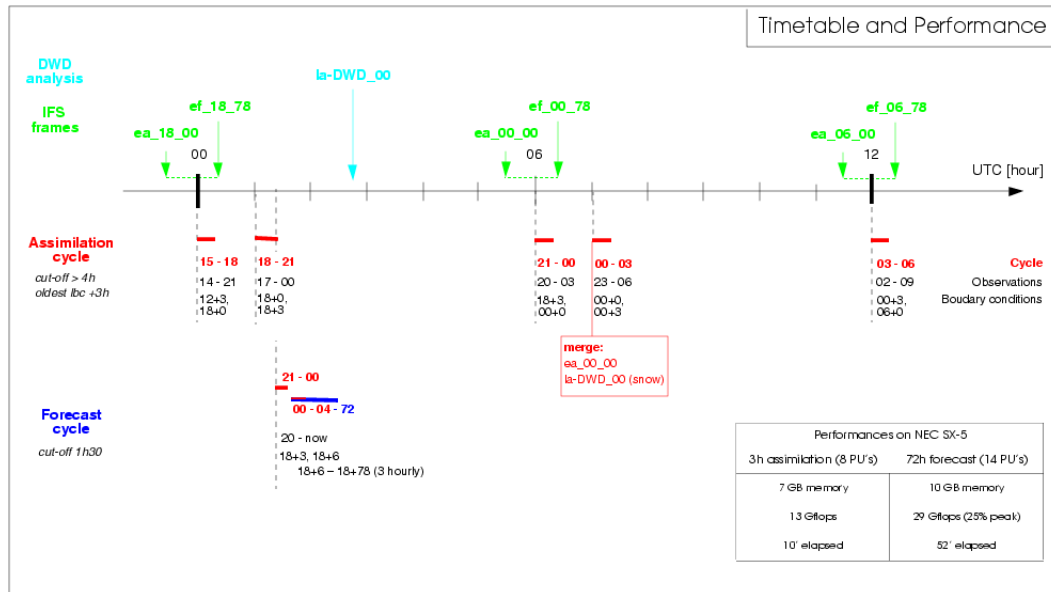 Timetable and Performance
DWD
analysis
la-DWD_00
IFS
frames
ef_18_78
ea_18_00
ef_00_78
ea_00_00
ef_06_78
ea_06_00
00
06
12
UTC [hour]
Assimilation
cycle
cut-off > 4h
oldest lbc +3h
15 - 18
14 - 21
12+3,
18+0
18 - 21
17 - 00
18+0,
18+3
21 - 00
20 - 03
18+3,
00+0
00 - 03
23 - 06
00+0,
00+3
03 - 06
02 - 09
00+3,
06+0
Cycle
Observations
Boudary conditions
merge:
ea_00_00
la-DWD_00 (snow)
Forecast
cycle
cut-off 1h30
21 - 00
00 - 04 - 72
20 - now
18+3, 18+6
18+6 – 18+78 (3 hourly)
Performances on NEC SX-5
3h assimilation (8 PU's) 72h forecast (14 PU's)
7 GB memory 10 GB memory
13 Gflops 29 Gflops (25% peak)
10' elapsed 52' elapsed